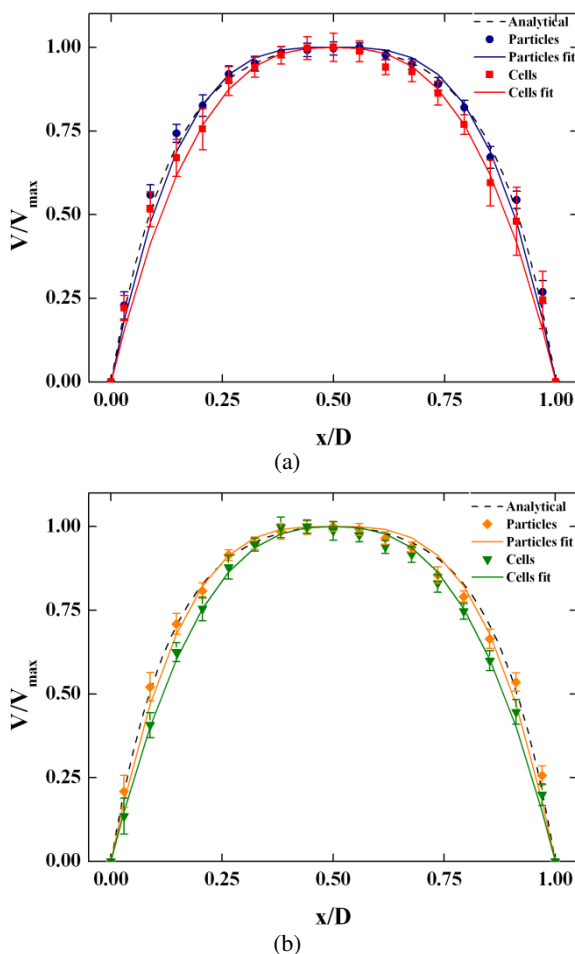 Analytical
Particles
Particles fit
Cells
Cells fit
1.00
0.75
0.50
0.25
0.00
V/V_max
0.00 0.25 0.50 0.75 1.00
x/D
(a)
Analytical
Particles
Particles fit
Cells
Cells fit
1.00
0.75
0.50
0.25
0.00
V/V_max
0.00 0.25 0.50 0.75 1.00
x/D
(b)